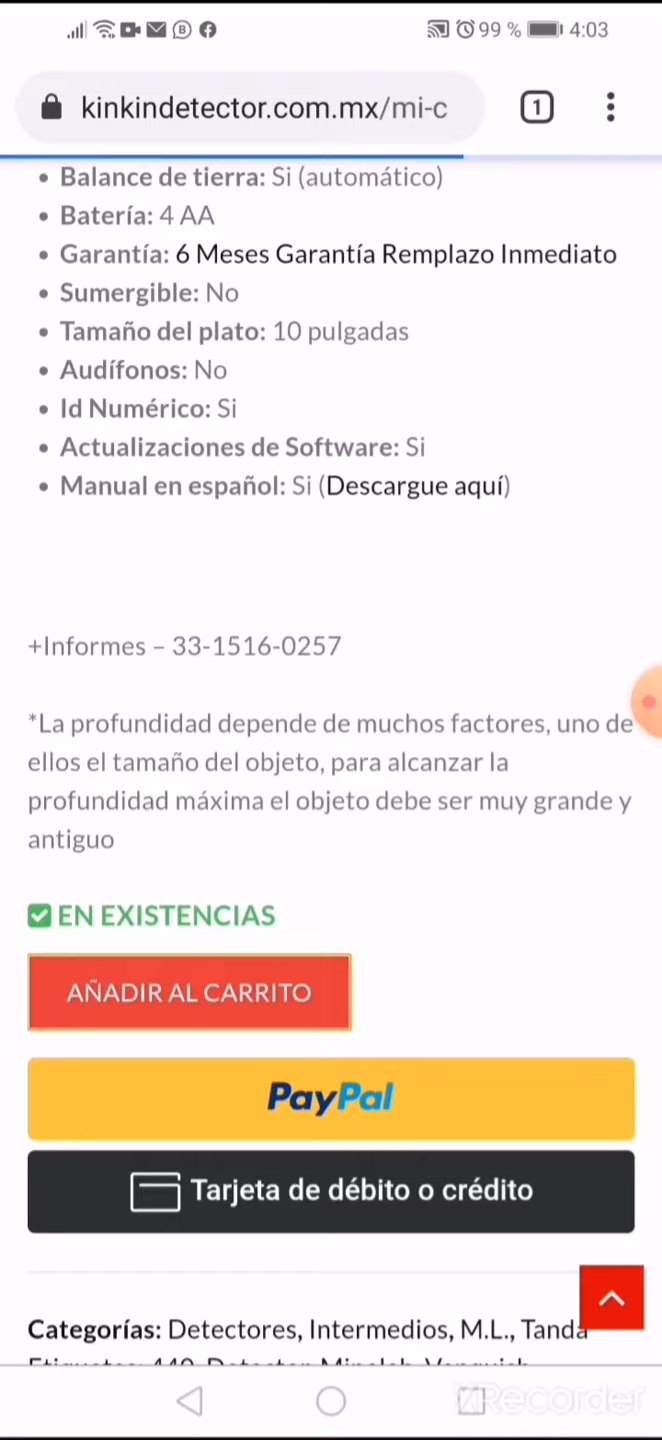 99 % 4:03
kinkindetector.com.mx/mi-c 1
Balance de tierra: Si (automático)
Batería: 4 AA
Garantía: 6 Meses Garantía Remplazo Inmediato
Sumergible: No
Tamaño del plato: 10 pulgadas
Audífonos: No
Id Numérico: Si
Actualizaciones de Software: Si
Manual en español: Si (Descargue aquí)
+Informes – 33-1516-0257
*La profundidad depende de muchos factores, uno de
ellos el tamaño del objeto, para alcanzar la
profundidad máxima el objeto debe ser muy grande y
antiguo
EN EXISTENCIAS
AÑADIR AL CARRITO
PayPal
Tarjeta de débito o crédito
Categorías: Detectores, Intermedios, M.L., Tanda
XRecorder